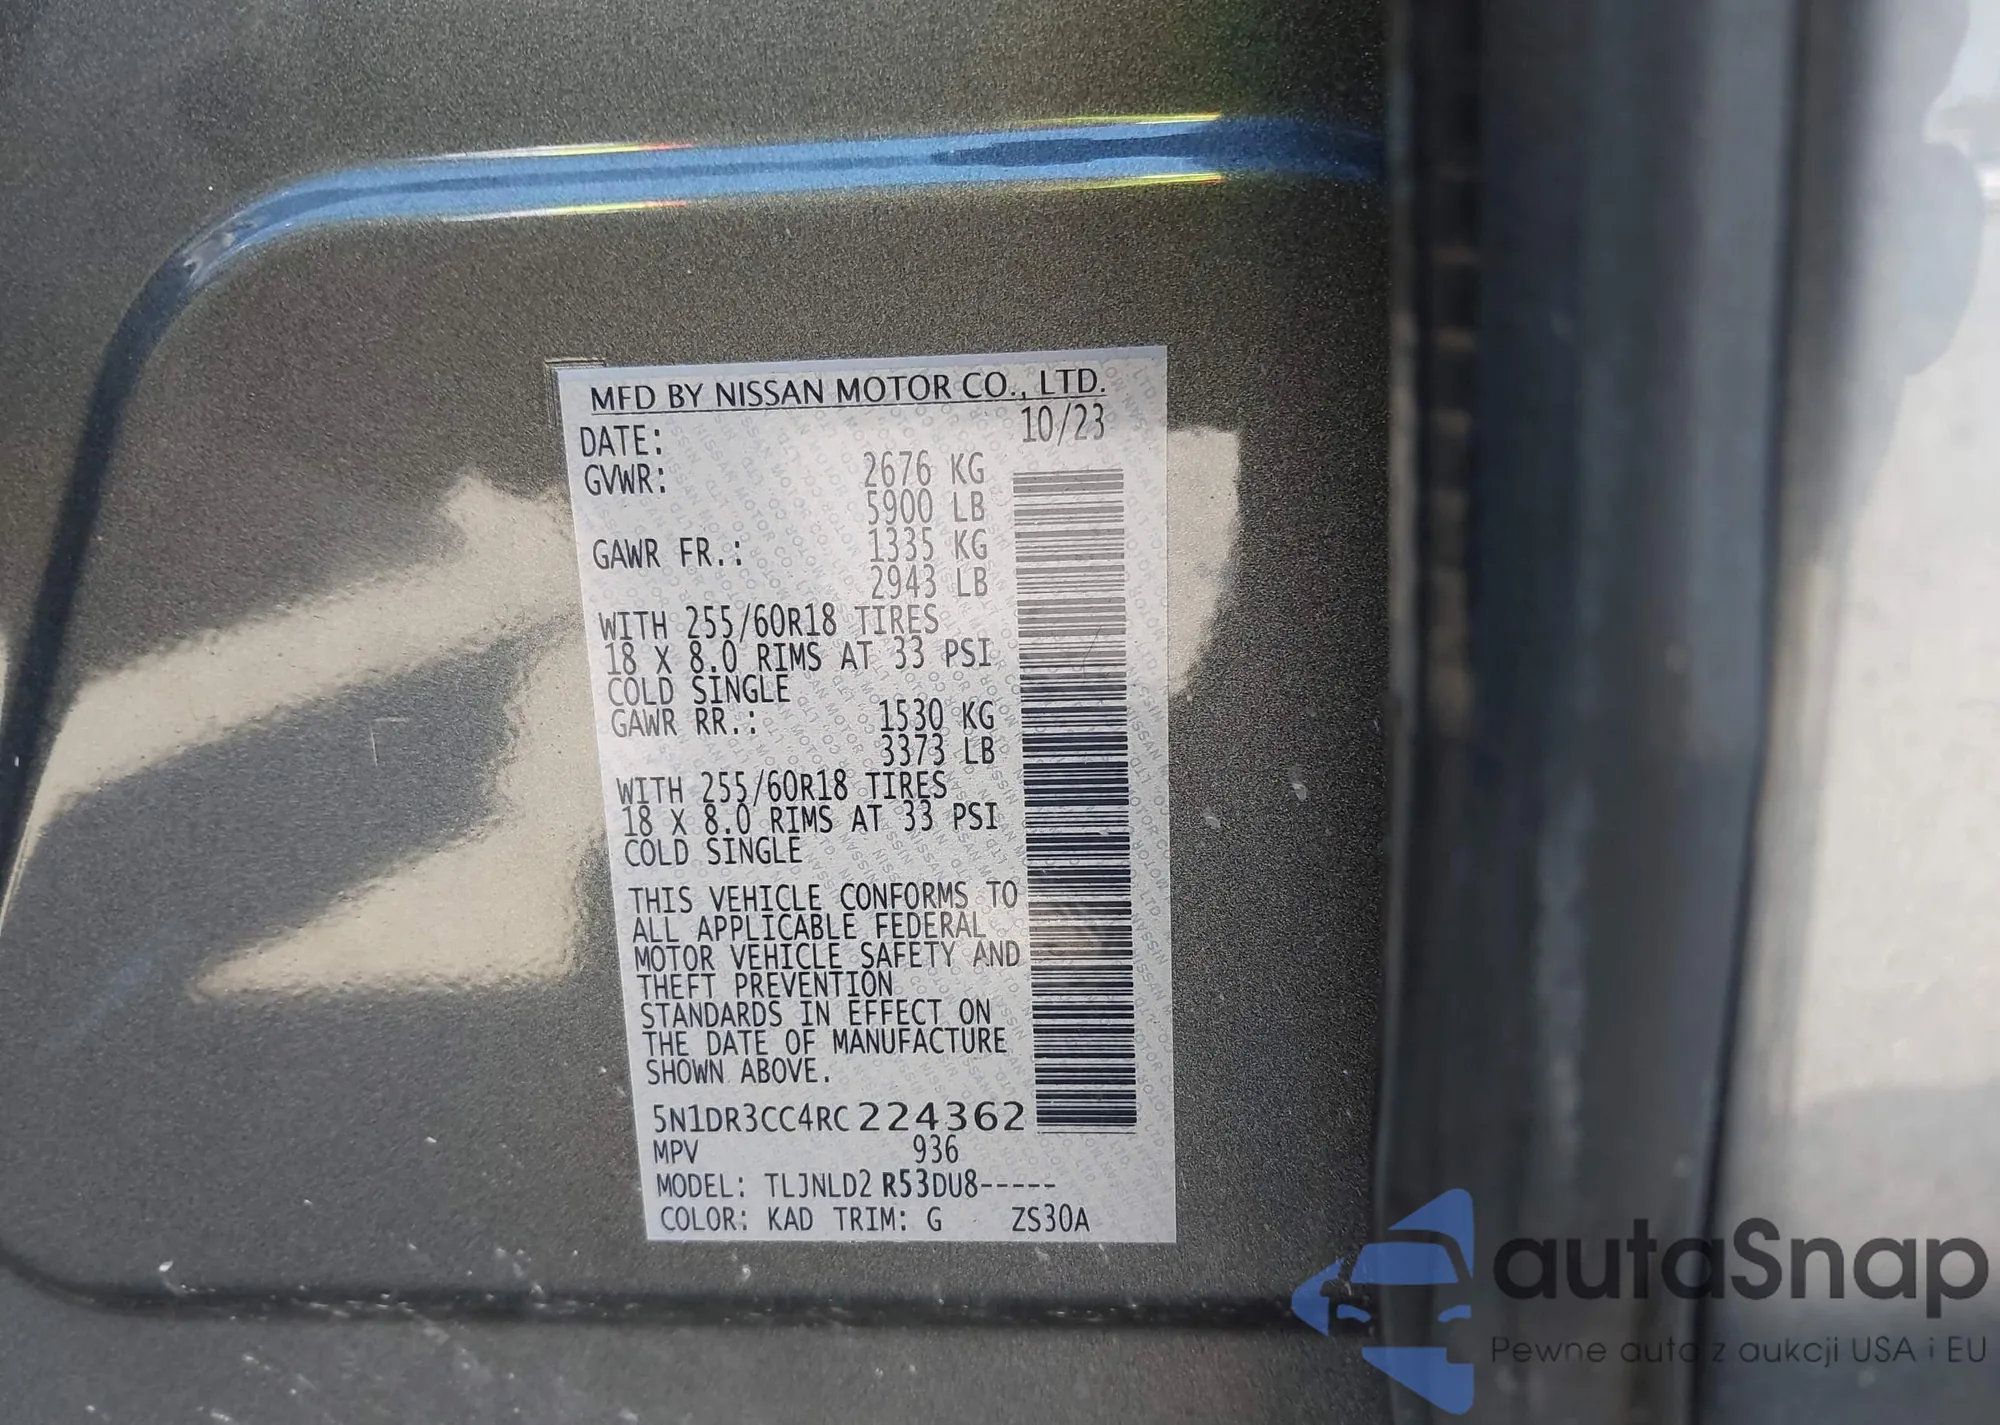 MFD BY NISSAN MOTOR CO., LTD.
DATE: 10/23
GVWR: 2676 KG
5900 LB
GAWR FR.: 1335 KG
2943 LB
WITH 255/60R18 TIRES
18 X 8.0 RIMS AT 33 PSI
COLD SINGLE
GAWR RR.: 1530 KG
3373 LB
WITH 255/60R18 TIRES
18 X 8.0 RIMS AT 33 PSI
COLD SINGLE
THIS VEHICLE CONFORMS TO
ALL APPLICABLE FEDERAL
MOTOR VEHICLE SAFETY AND
THEFT PREVENTION
STANDARDS IN EFFECT ON
THE DATE OF MANUFACTURE
SHOWN ABOVE.
5N1DR3CC4RC224362
MPV 936
MODEL: TLJNLD2 R53DU8-----
COLOR: KAD TRIM: G ZS30A
autaSnap
Pewne auto z aukcji USA i EU